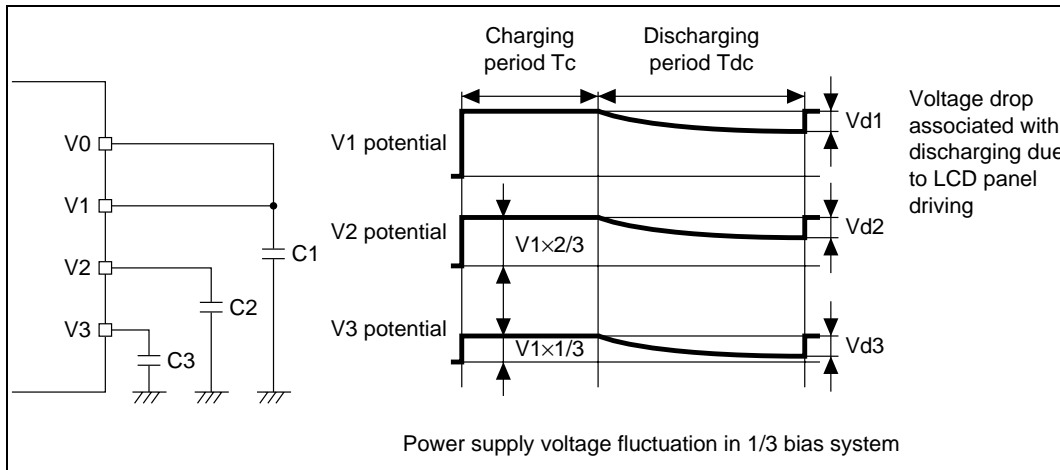 V0
V1
V2
V3
C1
C2
C3
Charging
period Tc
Discharging
period Tdc
V1 potential
V2 potential
V3 potential
V1×2/3
V1×1/3
Vd1
Vd2
Vd3
Voltage drop
associated with
discharging due
to LCD panel
driving
Power supply voltage fluctuation in 1/3 bias system